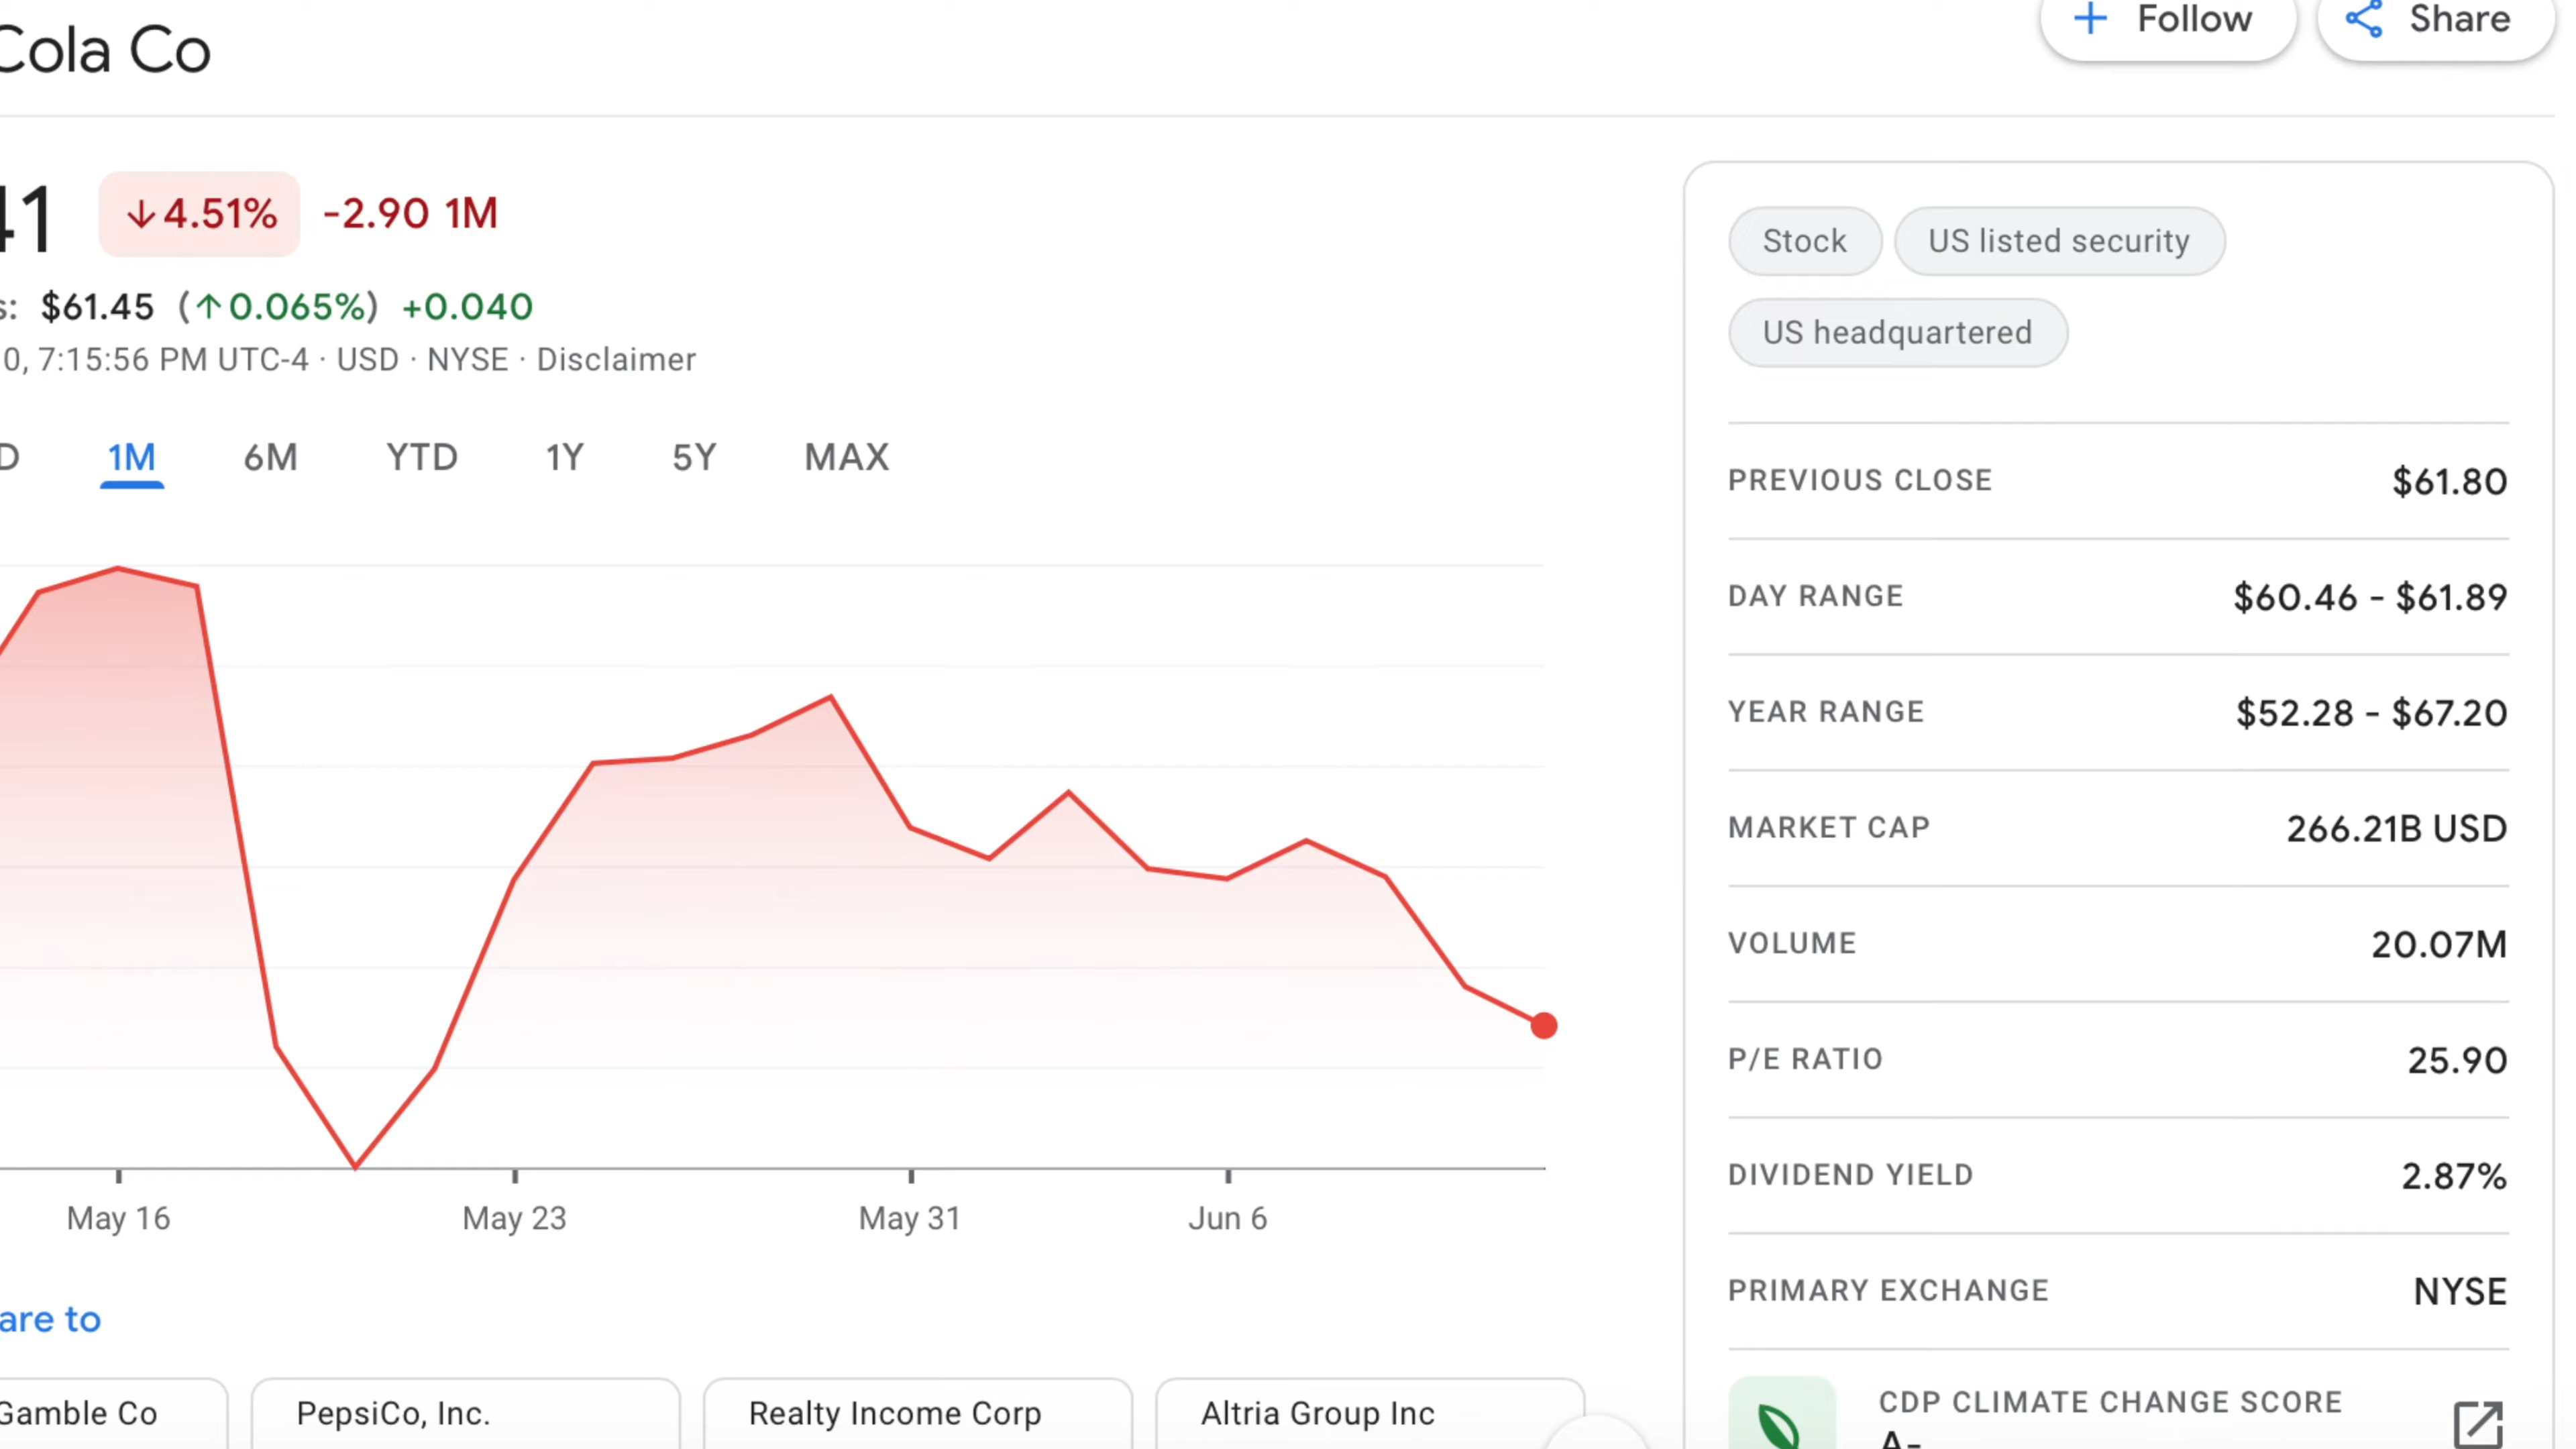 Cola Co
Follow
Share
41
↓4.51%
-2.90 1M
s: $61.45 (↑0.065%) +0.040
0, 7:15:56 PM UTC-4 · USD · NYSE · Disclaimer
D 1M 6M YTD 1Y 5Y MAX
May 16 May 23 May 31 Jun 6
are to
Gamble Co
PepsiCo, Inc.
Realty Income Corp
Altria Group Inc
Stock
US listed security
US headquartered
PREVIOUS CLOSE $61.80
DAY RANGE $60.46 - $61.89
YEAR RANGE $52.28 - $67.20
MARKET CAP 266.21B USD
VOLUME 20.07M
P/E RATIO 25.90
DIVIDEND YIELD 2.87%
PRIMARY EXCHANGE NYSE
CDP CLIMATE CHANGE SCORE
A-